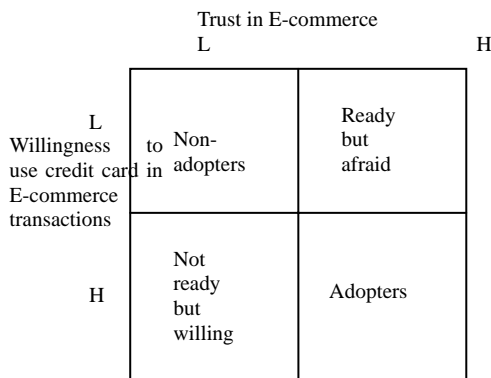 Trust in E-commerce
L H
L
Willingness to
use credit card in
E-commerce
transactions
Non-
adopters
Ready
but
afraid
H
Not
ready
but
willing
Adopters